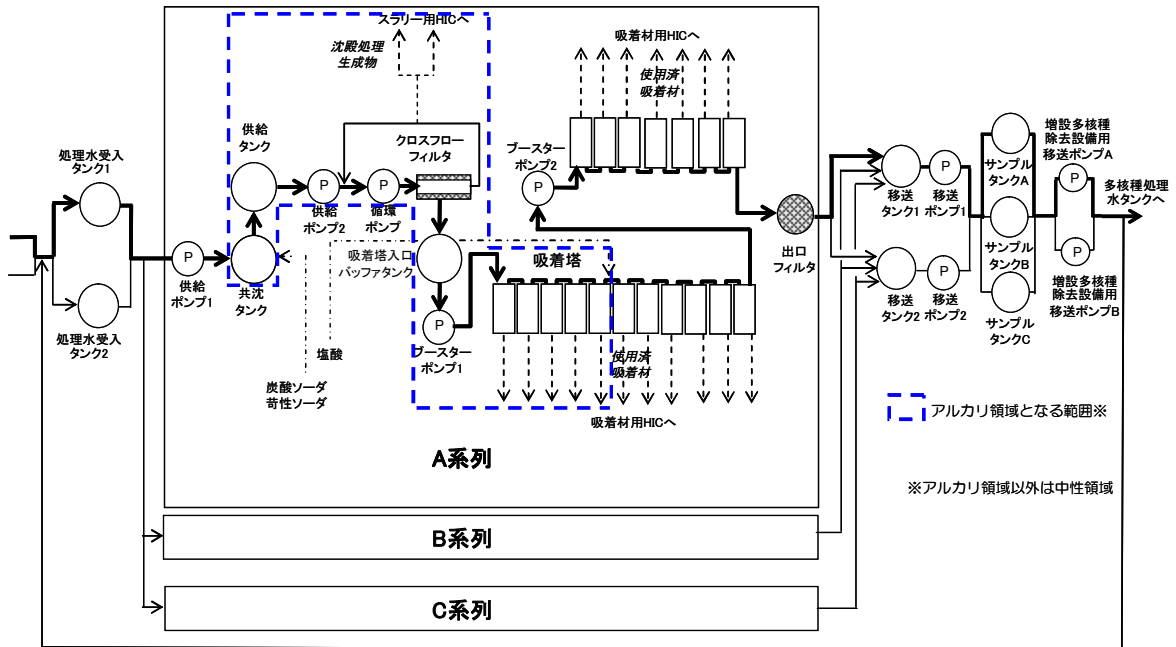 スラリー用HICへ
沈殿処理
生成物
吸着材用HICへ
使用済
吸着材
供給
タンク
クロスフロー
フィルタ
ブースター
ポンプ2
処理水受入
タンク1
P
P
P
供給
ポンプ2
循環
ポンプ
P
供給
ポンプ1
共沈
タンク
吸着塔入口
バッファタンク
吸着塔
出口
フィルタ
処理水受入
タンク2
P
ブースター
ポンプ1
塩酸
炭酸ソーダ
苛性ソーダ
使用済
吸着材
吸着材用HICへ
A系列
B系列
C系列
P
移送
タンク1
移送
ポンプ1
P
移送
タンク2
移送
ポンプ2
サンプル
タンクA
サンプル
タンクB
サンプル
タンクC
増設多核種
除去設備用
移送ポンプA
P
P
増設多核種
除去設備用
移送ポンプB
多核種処理
水タンクへ
アルカリ領域となる範囲※
※アルカリ領域以外は中性領域